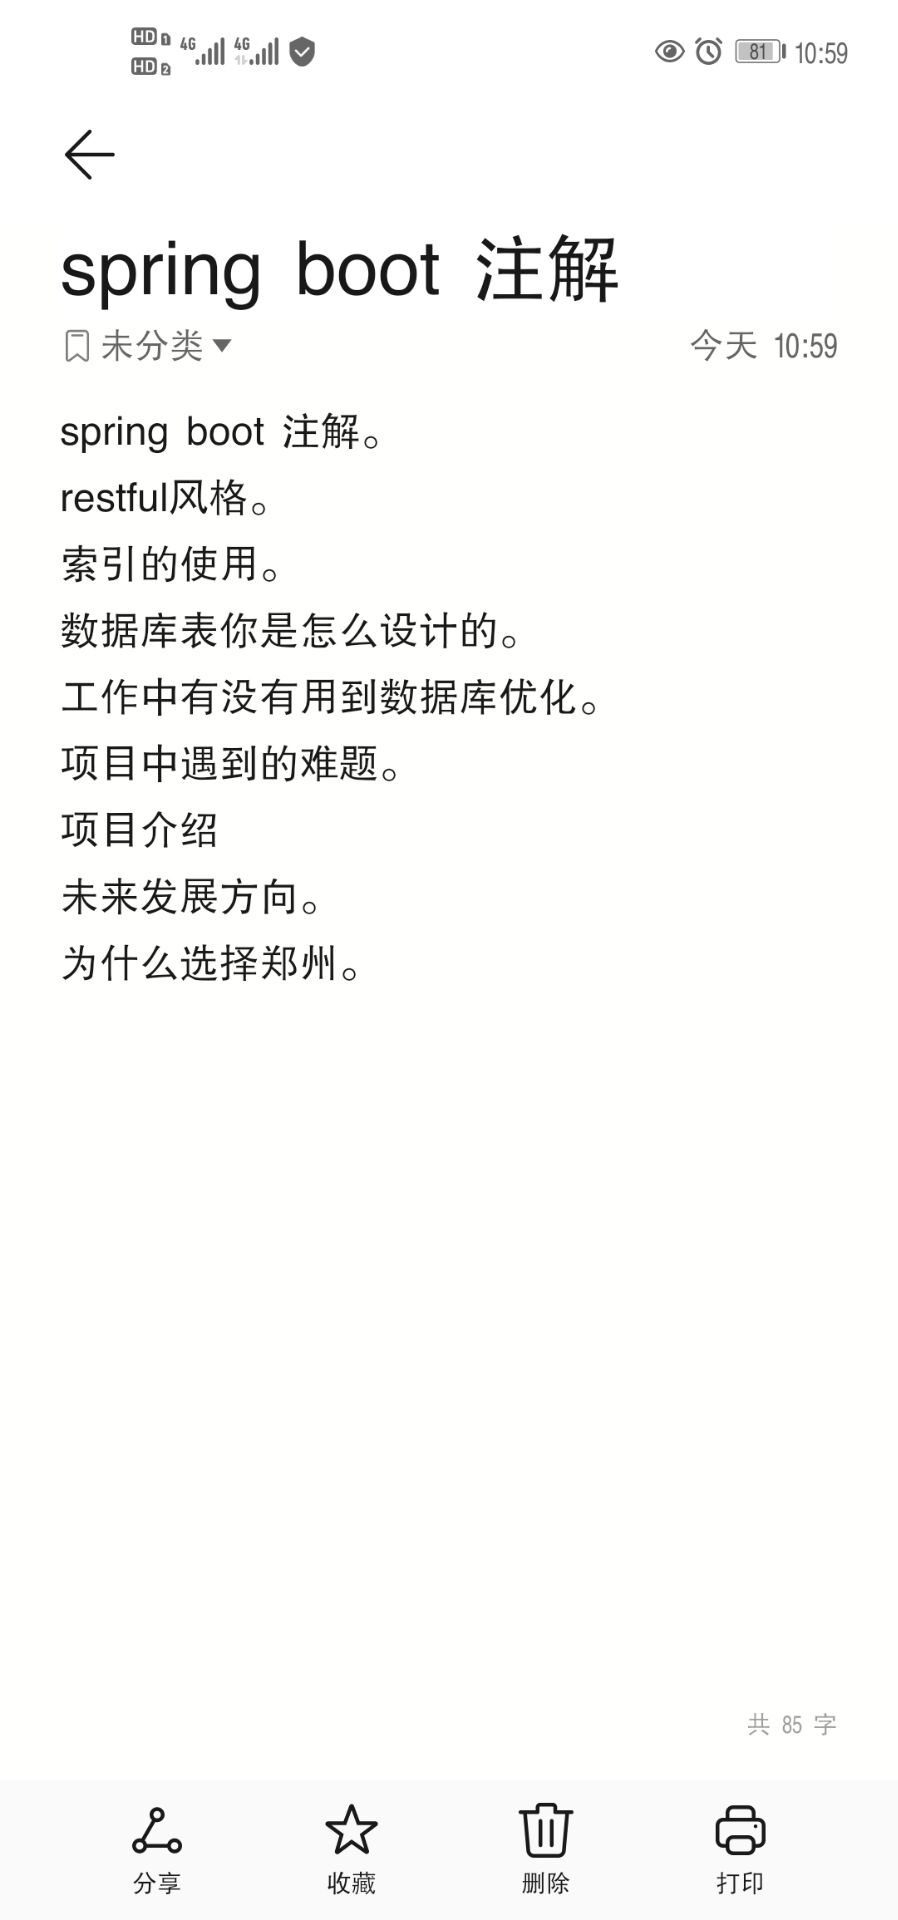 HD 1 4G 4G 81 10:59
HD 2
spring boot 注解
未分类 今天 10:59
spring boot 注解。
restful风格。
索引的使用。
数据库表你是怎么设计的。
工作中有没有用到数据库优化。
项目中遇到的难题。
项目介绍
未来发展方向。
为什么选择郑州。
共 85 字
分享 收藏 删除 打印